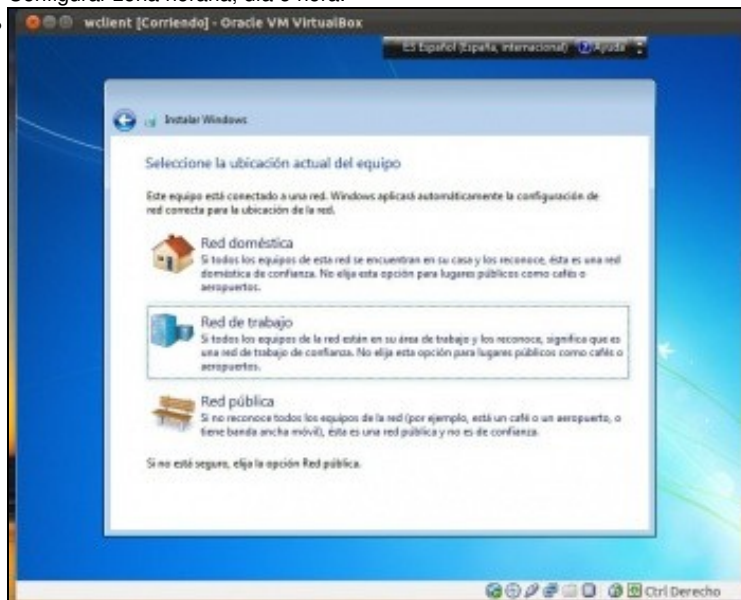 Configurar zona horaria, día o hora.
wclient [Corriendo] - Oracle VM VirtualBox
ES Español (España, internacional) Ayuda
Instalar Windows
Seleccione la ubicación actual del equipo
Este equipo está conectado a una red. Windows aplicará automáticamente la configuración de
red correcta para la ubicación de la red.
Red doméstica
Si todos los equipos de esta red se encuentran en su casa y los reconoce, ésta es una red
doméstica de confianza. No elija esta opción para lugares públicos como cafés o
aeropuertos.
Red de trabajo
Si todos los equipos de la red están en su área de trabajo y los reconoce, significa que es
una red de trabajo de confianza. No elija esta opción para lugares públicos como cafés o
aeropuertos.
Red pública
Si no reconoce todos los equipos de la red (por ejemplo, está un café o un aeropuerto, o
tiene banda ancha móvil), ésta es una red pública y no es de confianza.
Si no está seguro, elija la opción Red pública.
Ctrl Derecho